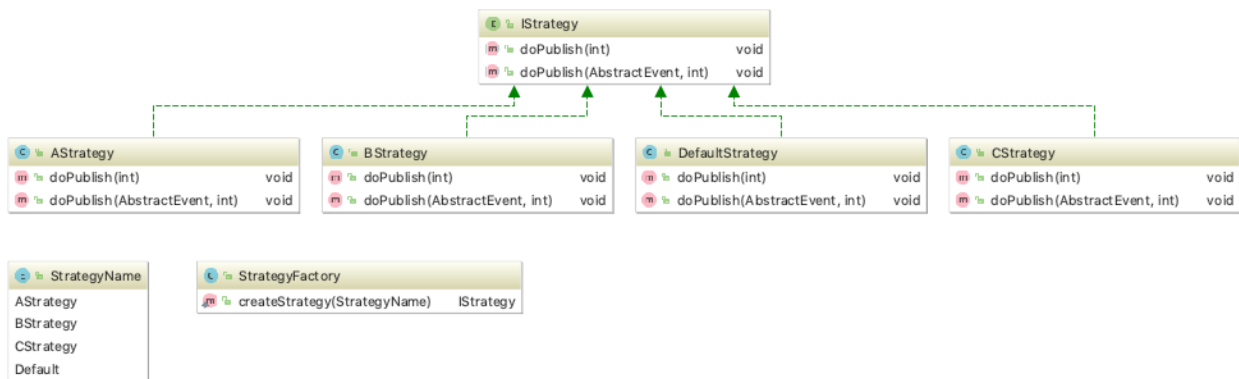 IStrategy
doPublish(int) void
doPublish(AbstractEvent, int) void
AStrategy
doPublish(int) void
doPublish(AbstractEvent, int) void
BStrategy
doPublish(int) void
doPublish(AbstractEvent, int) void
DefaultStrategy
doPublish(int) void
doPublish(AbstractEvent, int) void
CStrategy
doPublish(int) void
doPublish(AbstractEvent, int) void
StrategyName
AStrategy
BStrategy
CStrategy
Default
StrategyFactory
createStrategy(StrategyName) IStrategy